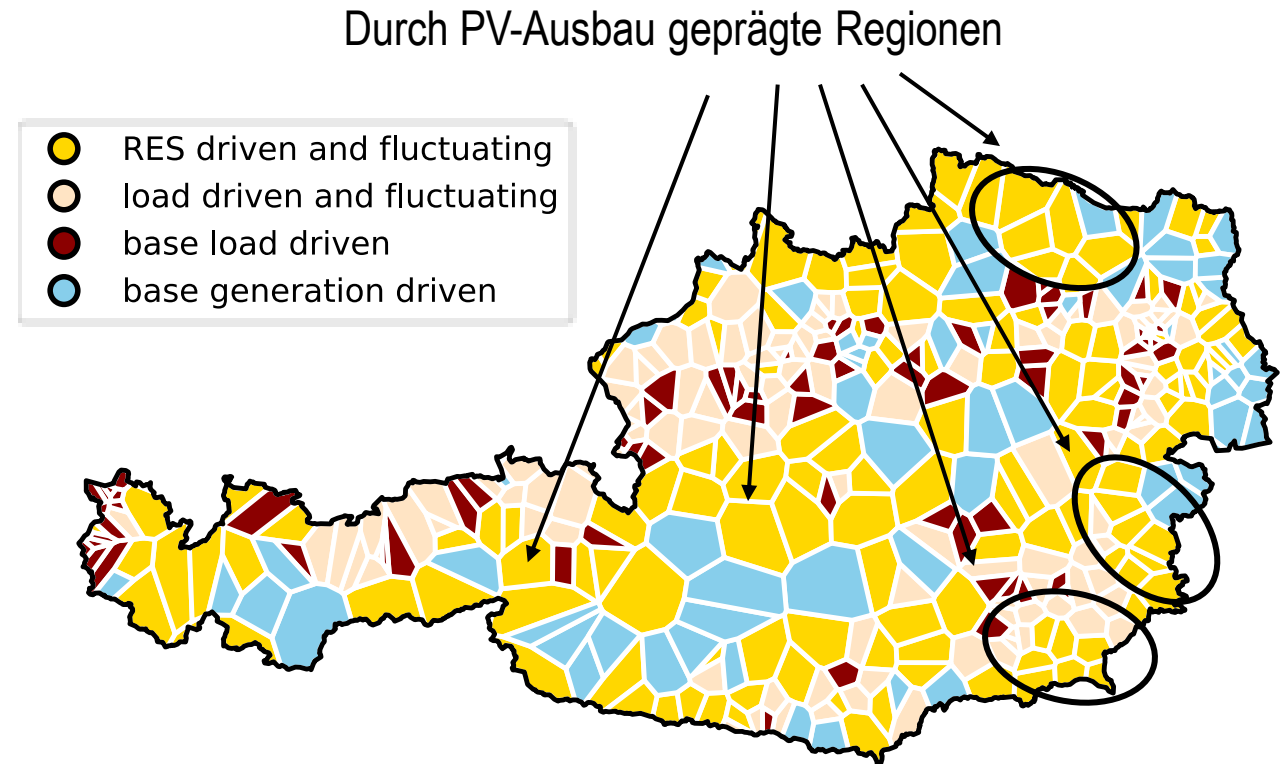 Durch PV-Ausbau geprägte Regionen
RES driven and fluctuating
load driven and fluctuating
base load driven
base generation driven